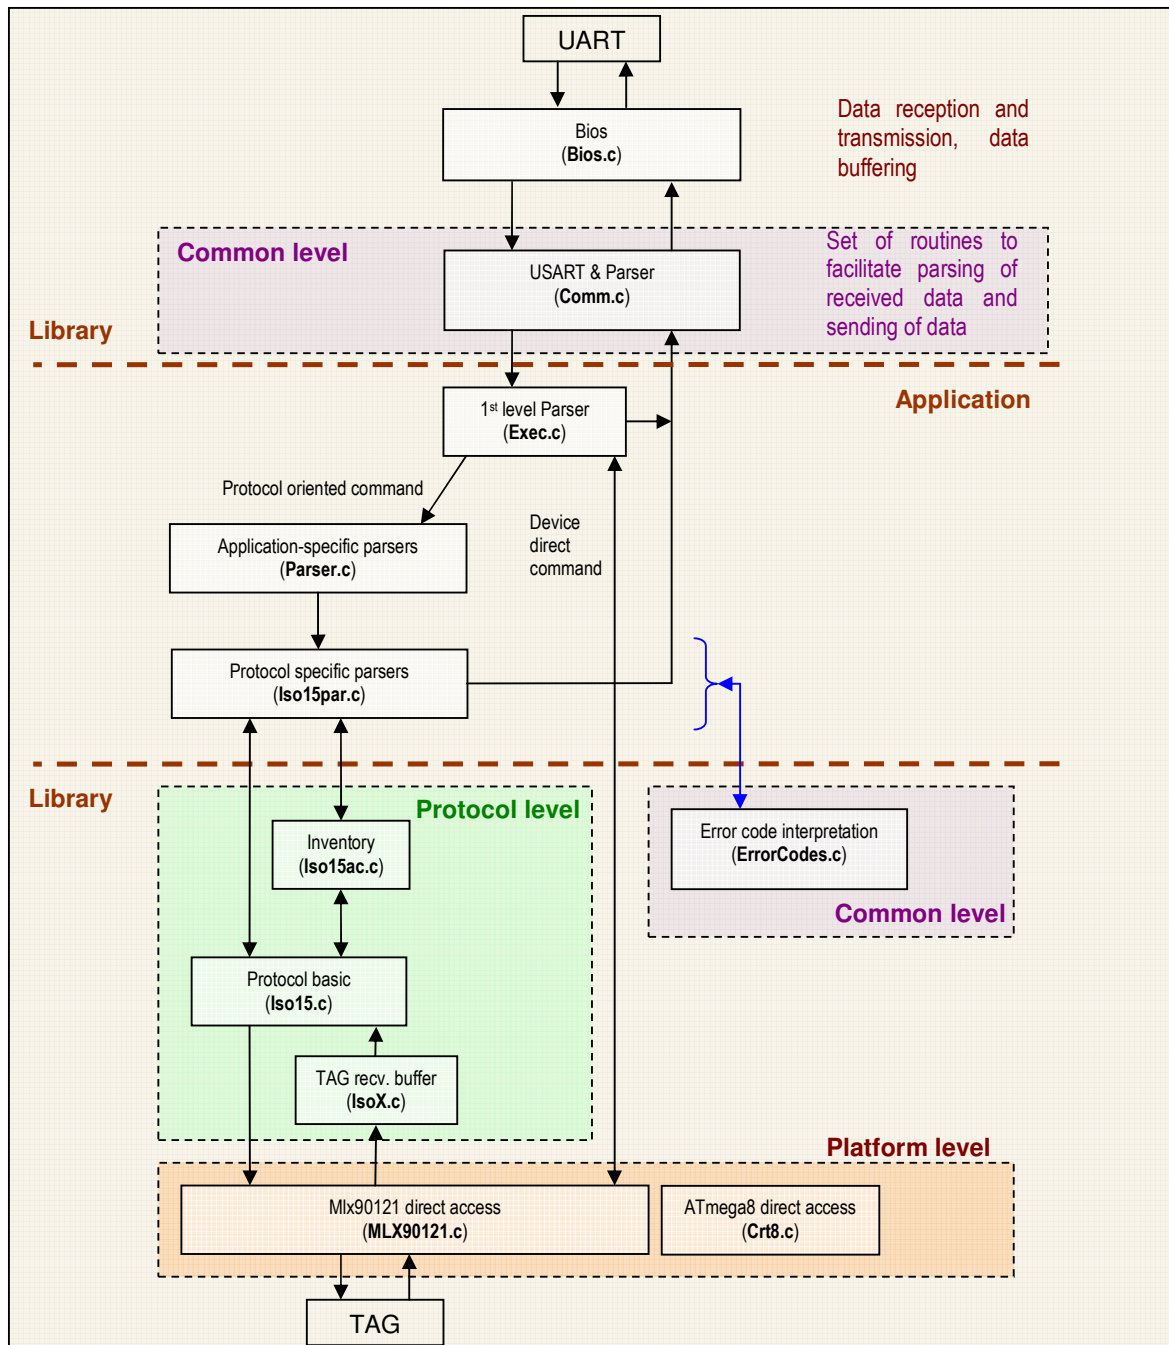 UART
Bios
(Bios.c)
Data reception and
transmission, data
buffering
Common level
USART & Parser
(Comm.c)
Set of routines to
facilitate parsing of
received data and
sending of data
Library
Application
1st level Parser
(Exec.c)
Protocol oriented command
Device
direct
command
Application-specific parsers
(Parser.c)
Protocol specific parsers
(Iso15par.c)
Library
Protocol level
Inventory
(Iso15ac.c)
Error code interpretation
(ErrorCodes.c)
Common level
Protocol basic
(Iso15.c)
TAG recv. buffer
(IsoX.c)
Platform level
Mlx90121 direct access
(MLX90121.c)
ATmega8 direct access
(Crt8.c)
TAG